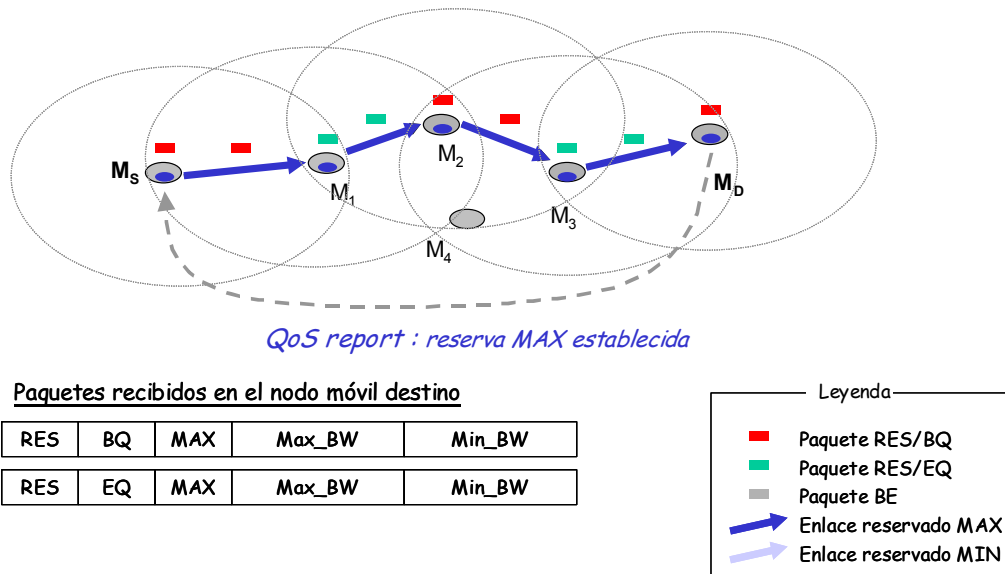 M2
MS
M1
MD
M3
M4
QoS report : reserva MAX establecida
Paquetes recibidos en el nodo móvil destino
RES BQ MAX Max_BW Min_BW
RES EQ MAX Max_BW Min_BW
Leyenda
Paquete RES/BQ
Paquete RES/EQ
Paquete BE
Enlace reservado MAX
Enlace reservado MIN